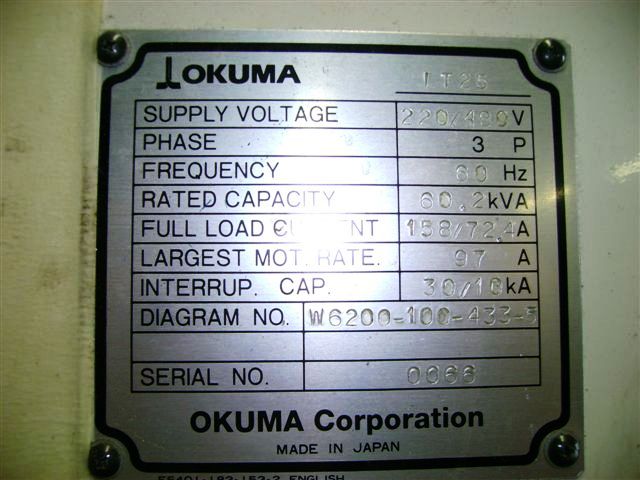 OKUMA LT25
SUPPLY VOLTAGE 220/480V
PHASE 3 P
FREQUENCY 60 Hz
RATED CAPACITY 60.2kVA
FULL LOAD CURRENT 158/72.4A
LARGEST MOT. RATE. 97 A
INTERRUP. CAP. 30/10kA
DIAGRAM NO. W6200-100-433-5
SERIAL NO. 0066
OKUMA Corporation
MADE IN JAPAN
ENGLISH